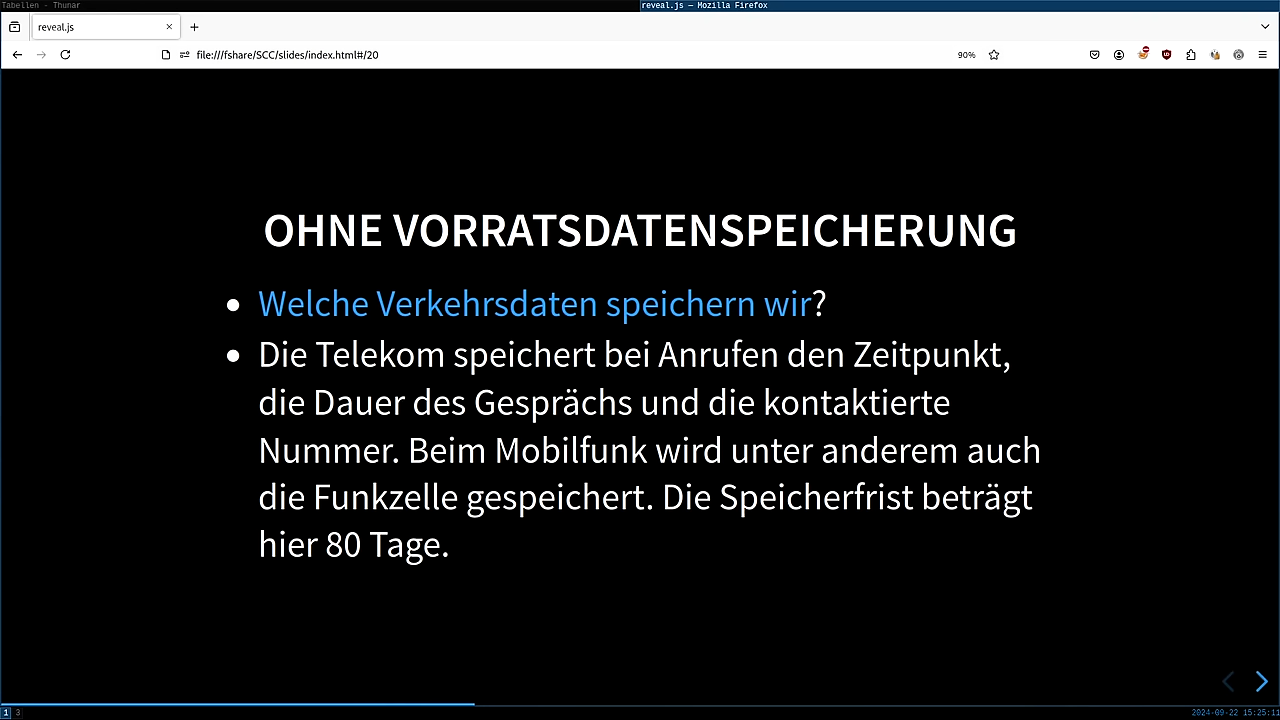 Tabellen - Thunar
reveal.js — Mozilla Firefox
reveal.js
file:///fshare/SCC/slides/index.html#/20
90%
OHNE VORRATSDATENSPEICHERUNG
Welche Verkehrsdaten speichern wir?
Die Telekom speichert bei Anrufen den Zeitpunkt,
die Dauer des Gesprächs und die kontaktierte
Nummer. Beim Mobilfunk wird unter anderem auch
die Funkzelle gespeichert. Die Speicherfrist beträgt
hier 80 Tage.
1 3
2024-09-22 15:25:11